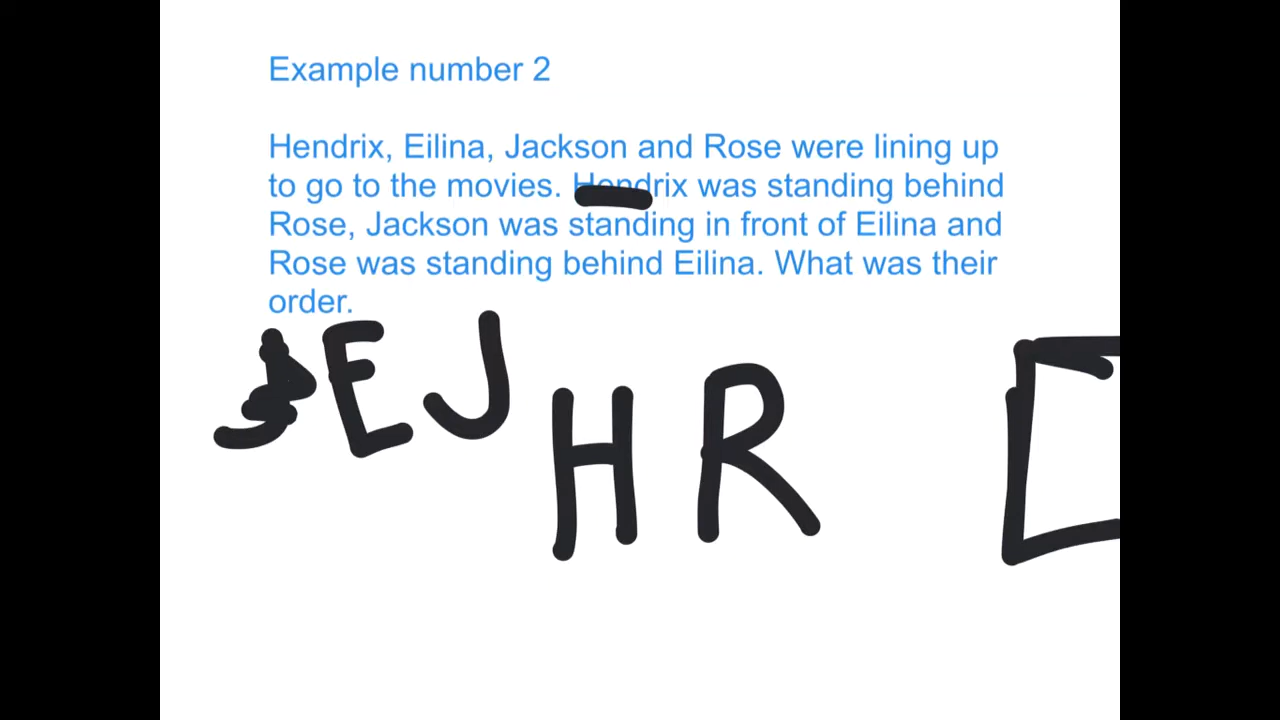 Example number 2
Hendrix, Eilina, Jackson and Rose were lining up
to go to the movies. Hendrix was standing behind
Rose, Jackson was standing in front of Eilina and
Rose was standing behind Eilina. What was their
order.
E J
H R